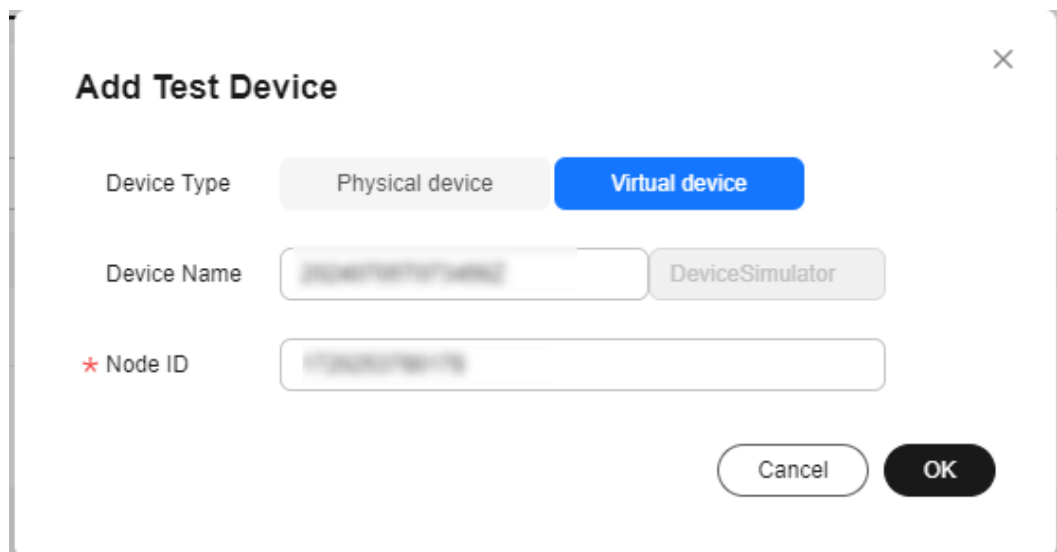 Add Test Device
Device Type Physical device Virtual device
Device Name DeviceSimulator
* Node ID
Cancel OK